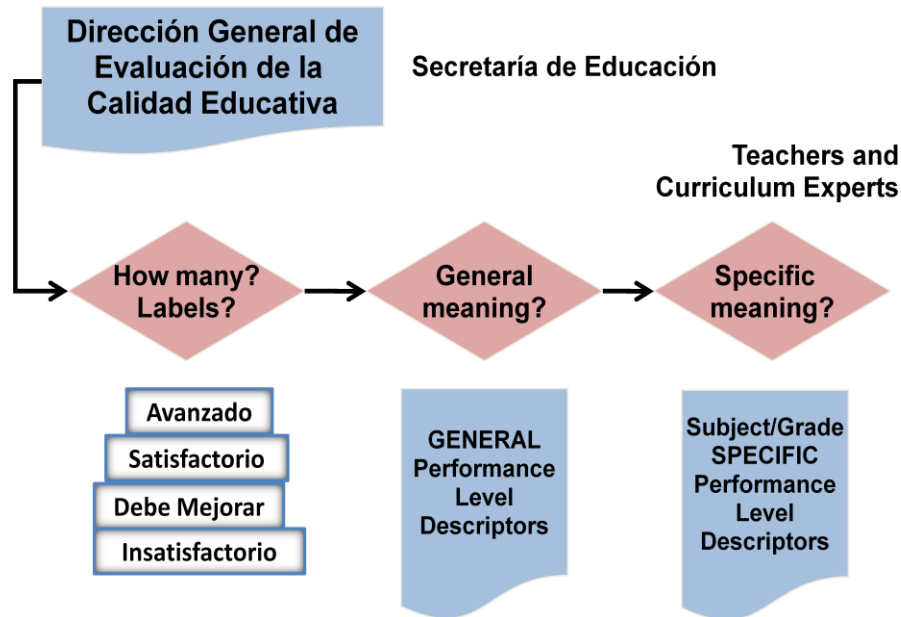 Dirección General de
Evaluación de la
Calidad Educativa
Secretaría de Educación
Teachers and
Curriculum Experts
How many?
Labels?
General
meaning?
Specific
meaning?
Avanzado
Satisfactorio
Debe Mejorar
Insatisfactorio
GENERAL
Performance
Level
Descriptors
Subject/Grade
SPECIFIC
Performance
Level
Descriptors